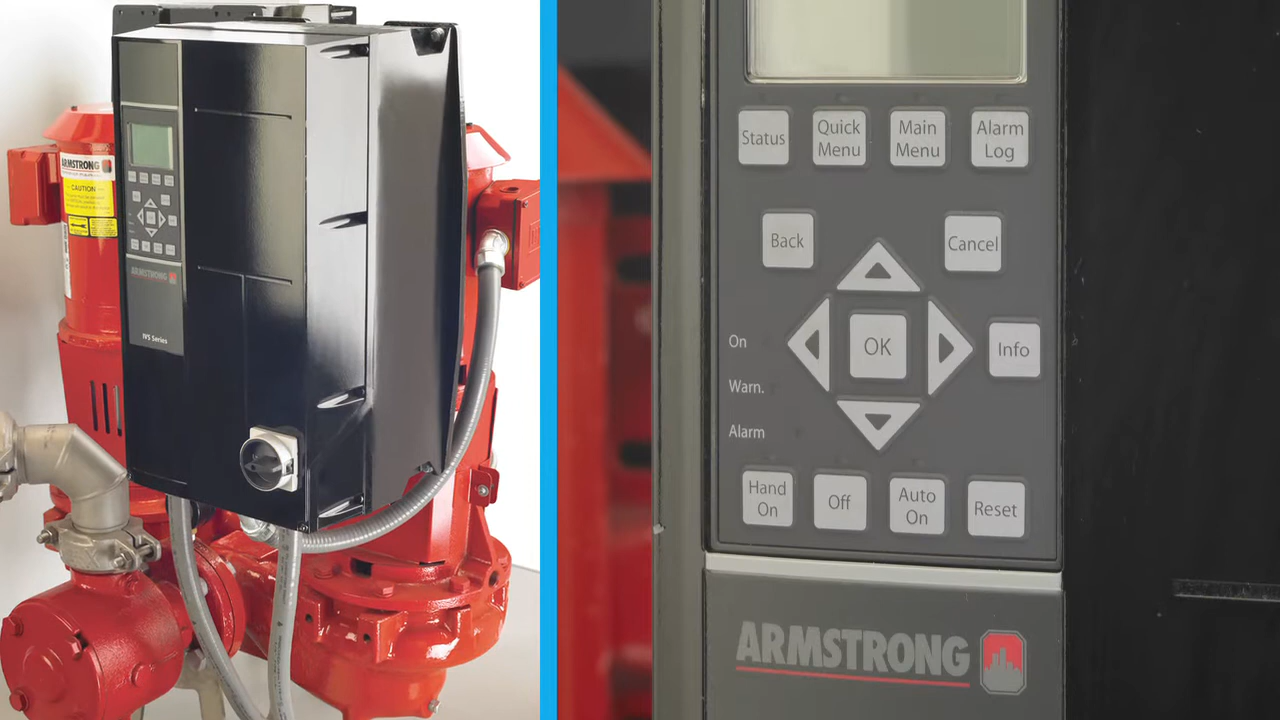 ARMSTRONG
CAUTION
ARMSTRONG
IVS Series
Status
Quick
Menu
Main
Menu
Alarm
Log
Back
Cancel
OK
Info
On
Warn.
Alarm
Hand
On
Off
Auto
On
Reset
ARMSTRONG